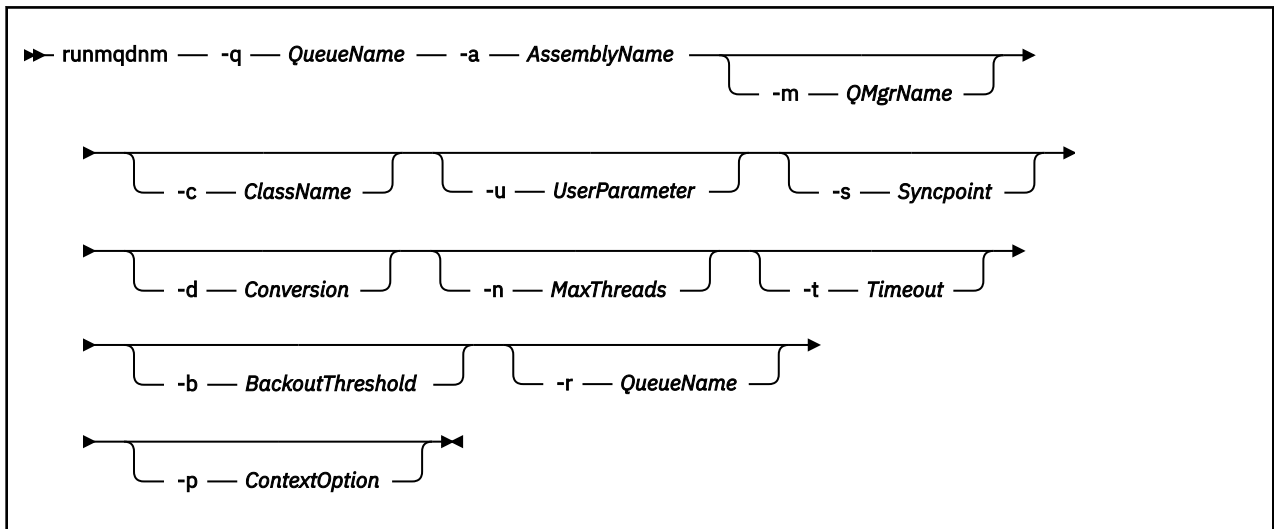 runmqdnm -q QueueName -a AssemblyName
-m QMgrName
-c ClassName -u UserParameter -s Syncpoint
-d Conversion -n MaxThreads -t Timeout
-b BackoutThreshold -r QueueName
-p ContextOption